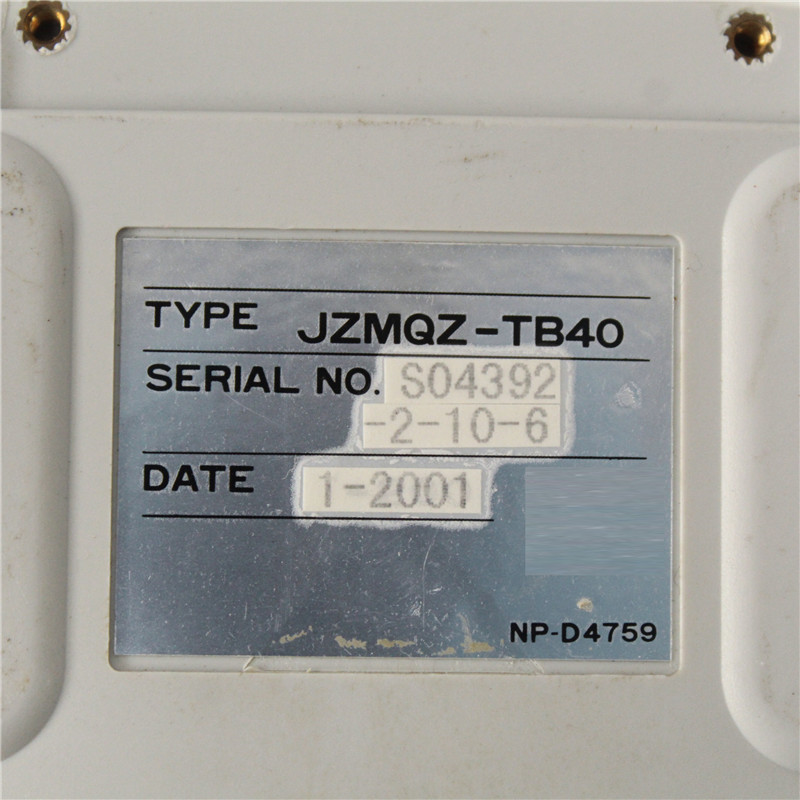 TYPE JZMQZ-TB40
SERIAL NO. S04392
-2-10-6
DATE 1-2001
NP-D4759